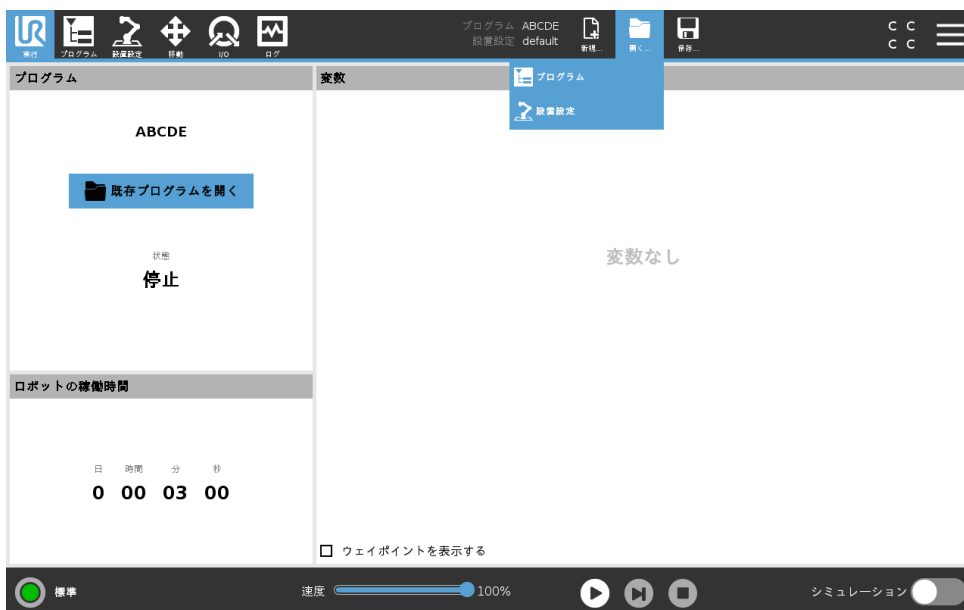 UR
実行
プログラム
設置設定
移動
I/O
ログ
プログラム ABCDE
設置設定 default
新規...
開く...
保存...
C C
C C
プログラム
設置設定
プログラム
変数
ABCDE
既存プログラムを開く
状態
停止
変数なし
ロボットの稼働時間
日 時間 分 秒
0 00 03 00
ウェイポイントを表示する
標準
速度 100%
シミュレーション